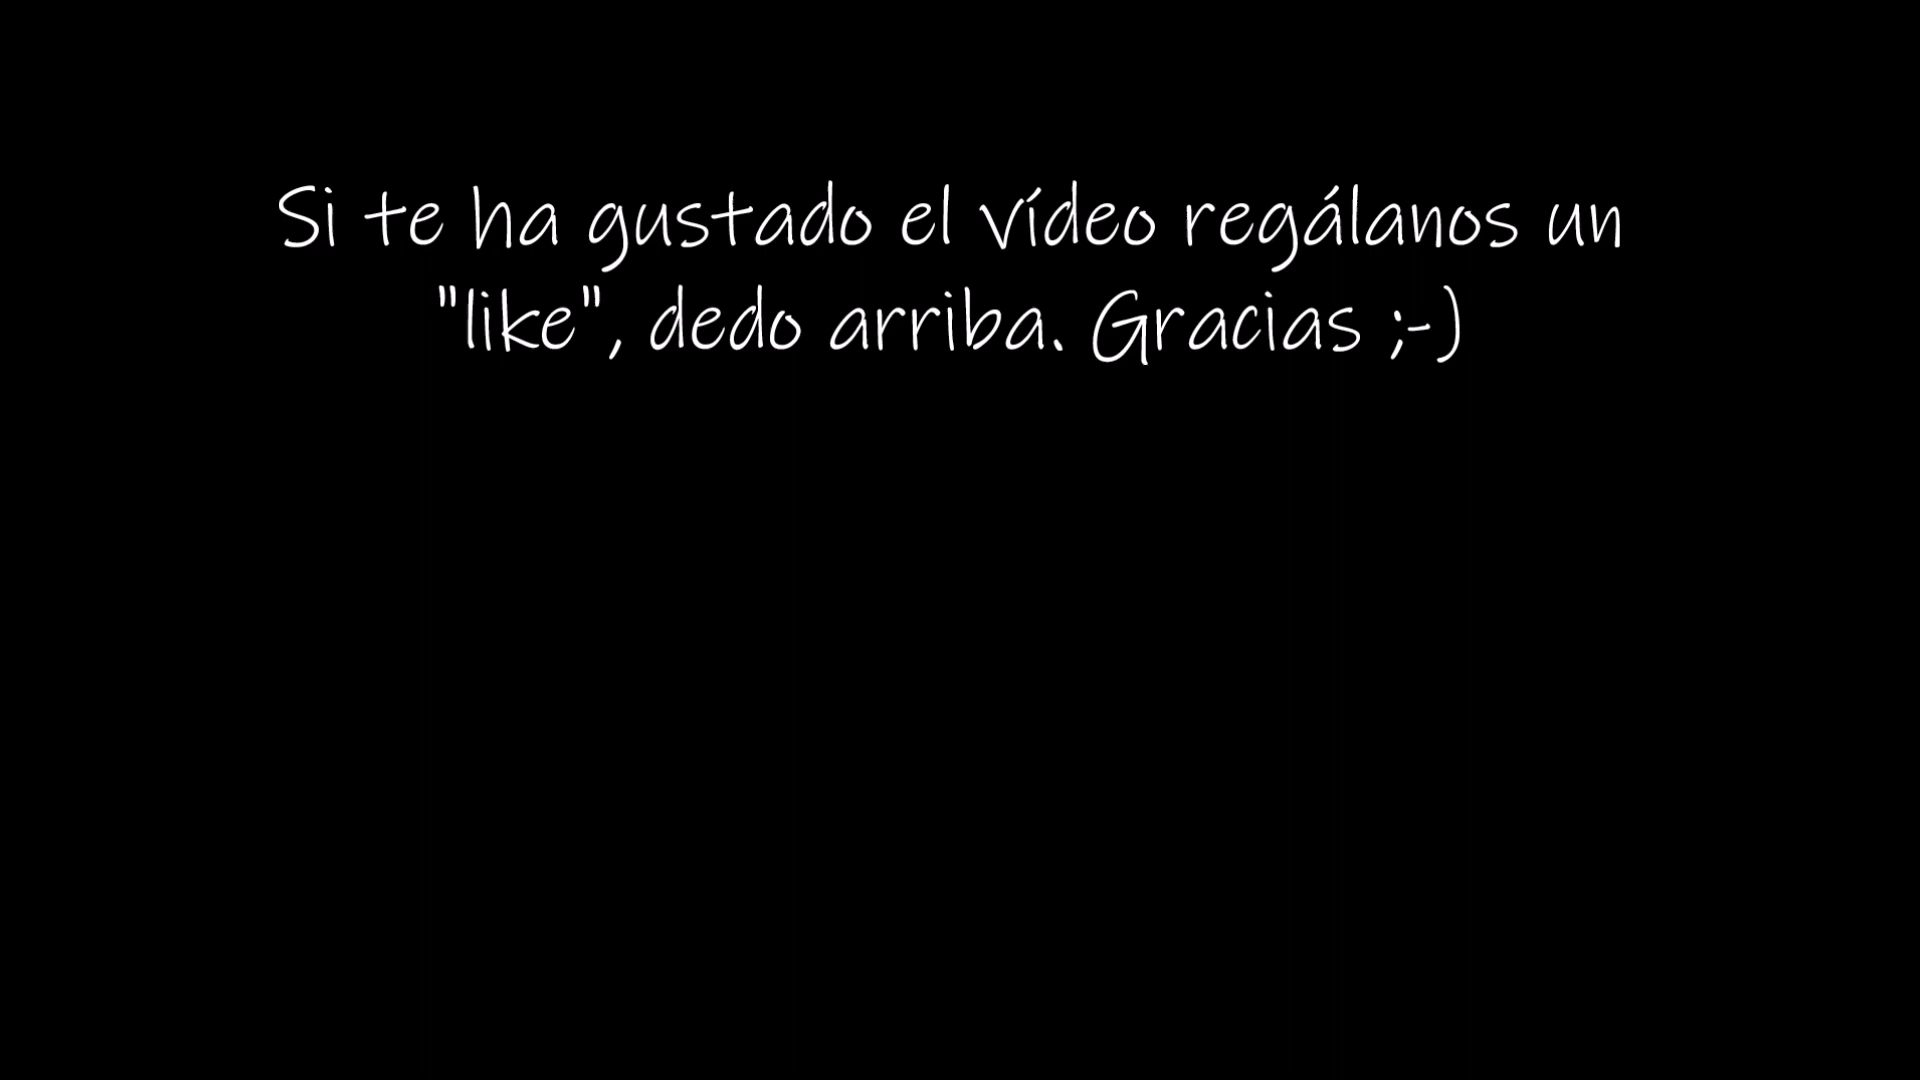 Si te ha gustado el vídeo regálanos un
"like", dedo arriba. Gracias ;-)